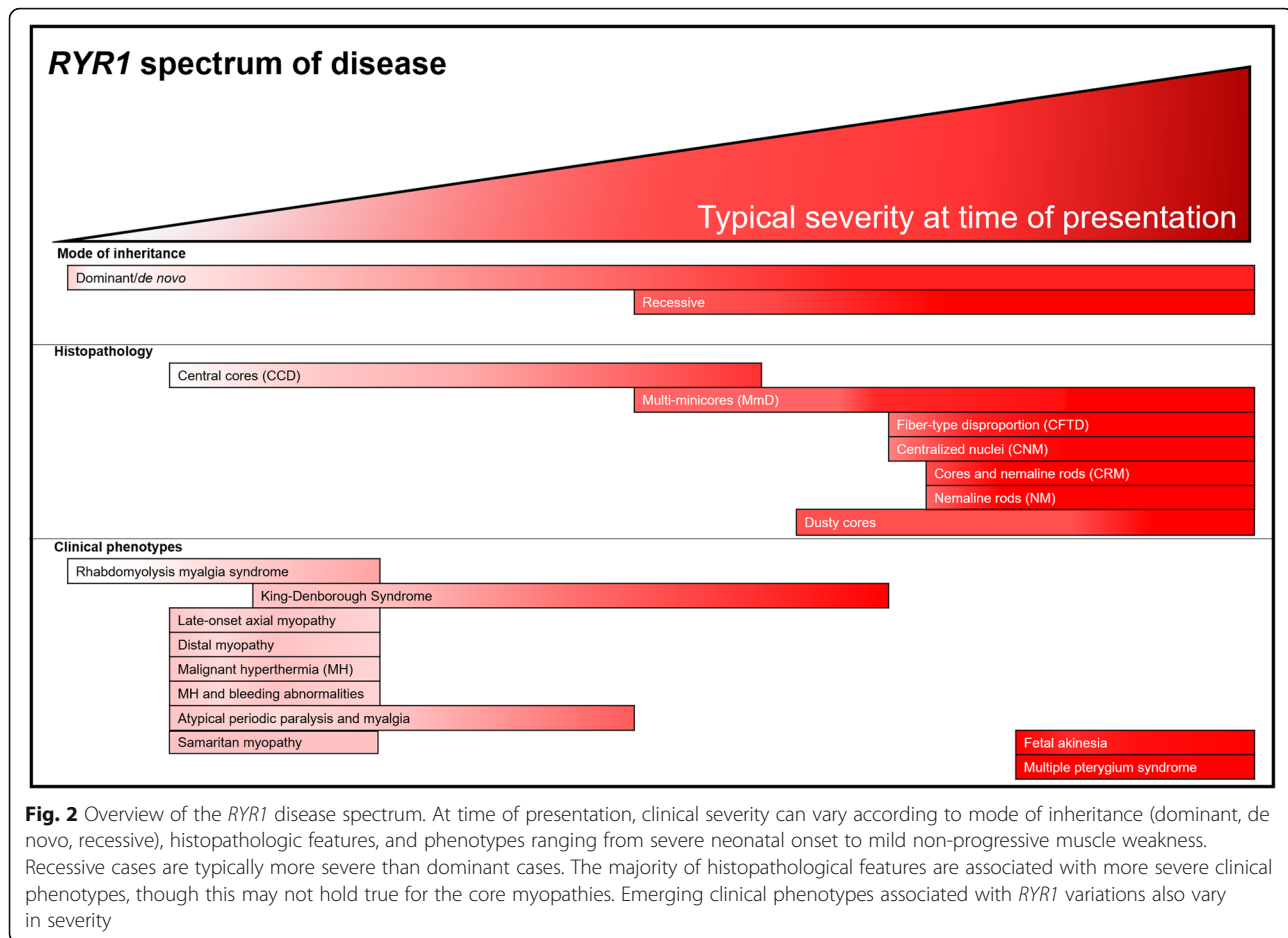 RYR1 spectrum of disease
Typical severity at time of presentation
Mode of inheritance
Dominant/de novo
Recessive
Histopathology
Central cores (CCD)
Multi-minicores (MmD)
Fiber-type disproportion (CFTD)
Centralized nuclei (CNM)
Cores and nemaline rods (CRM)
Nemaline rods (NM)
Dusty cores
Clinical phenotypes
Rhabdomyolysis myalgia syndrome
King-Denborough Syndrome
Late-onset axial myopathy
Distal myopathy
Malignant hyperthermia (MH)
MH and bleeding abnormalities
Atypical periodic paralysis and myalgia
Samaritan myopathy
Fetal akinesia
Multiple pterygium syndrome
Fig. 2 Overview of the RYR1 disease spectrum. At time of presentation, clinical severity can vary according to mode of inheritance (dominant, de
novo, recessive), histopathologic features, and phenotypes ranging from severe neonatal onset to mild non-progressive muscle weakness.
Recessive cases are typically more severe than dominant cases. The majority of histopathological features are associated with more severe clinical
phenotypes, though this may not hold true for the core myopathies. Emerging clinical phenotypes associated with RYR1 variations also vary
in severity